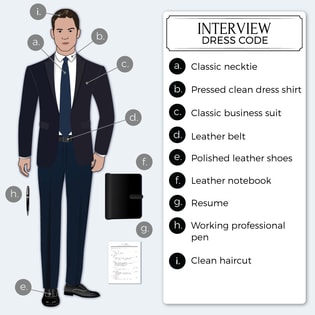 i.
a.
b.
c.
d.
f.
g.
h.
e.
INTERVIEW
DRESS CODE
a. Classic necktie
b. Pressed clean dress shirt
c. Classic business suit
d. Leather belt
e. Polished leather shoes
f. Leather notebook
g. Resume
h. Working professional
pen
i. Clean haircut